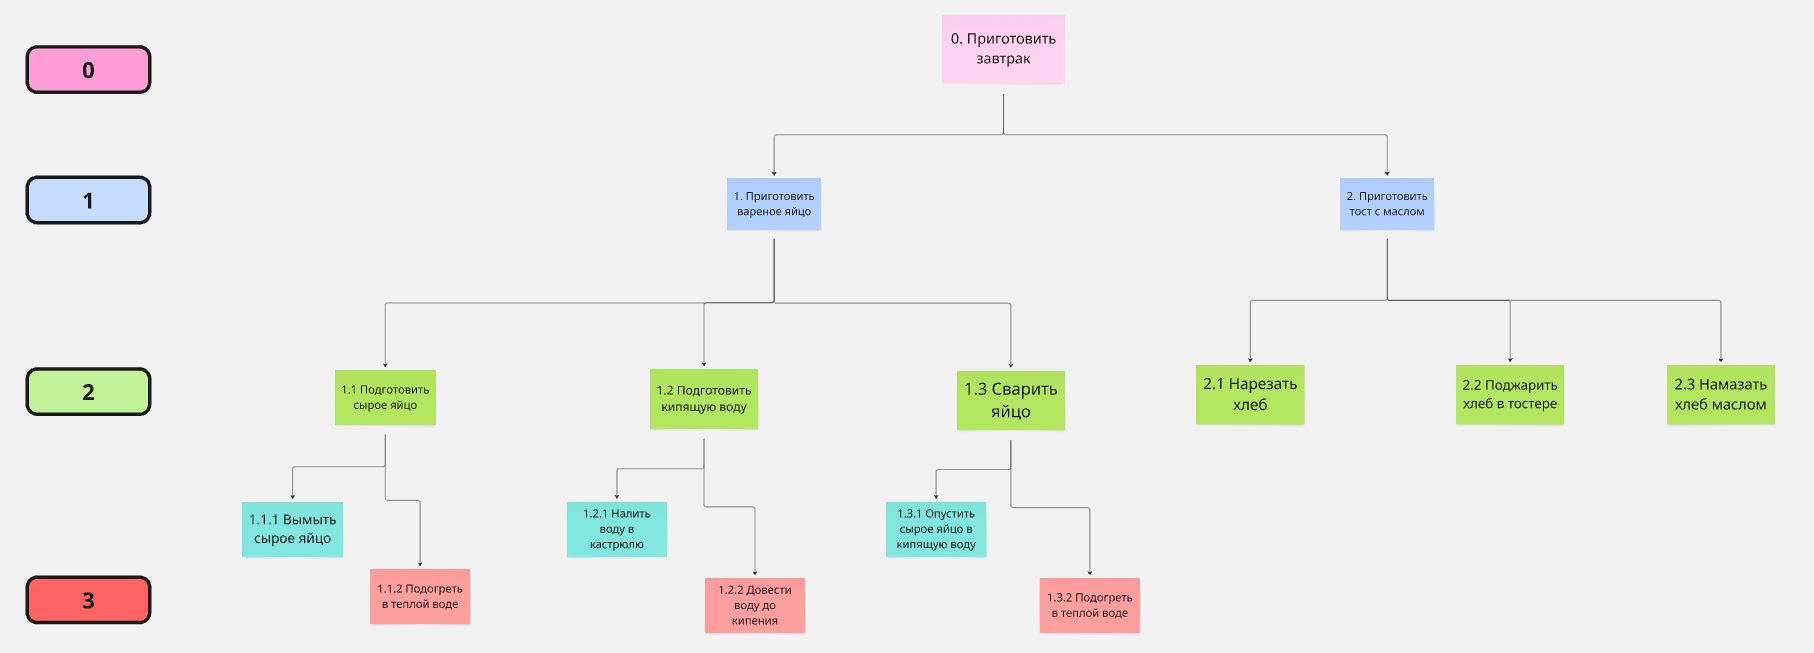 0
0. Приготовить
завтрак
1
1. Приготовить
вареное яйцо
2. Приготовить
тост с маслом
2
1.1 Подготовить
сырое яйцо
1.2 Подготовить
кипящую воду
1.3 Сварить
яйцо
2.1 Нарезать
хлеб
2.2 Поджарить
хлеб в тостере
2.3 Намазать
хлеб маслом
1.1.1 Вымыть
сырое яйцо
1.2.1 Налить
воду в
кастрюлю
1.3.1 Опустить
сырое яйцо в
кипящую воду
3
1.1.2 Подогреть
в теплой воде
1.2.2 Довести
воду до
кипения
1.3.2 Подогреть
в теплой воде